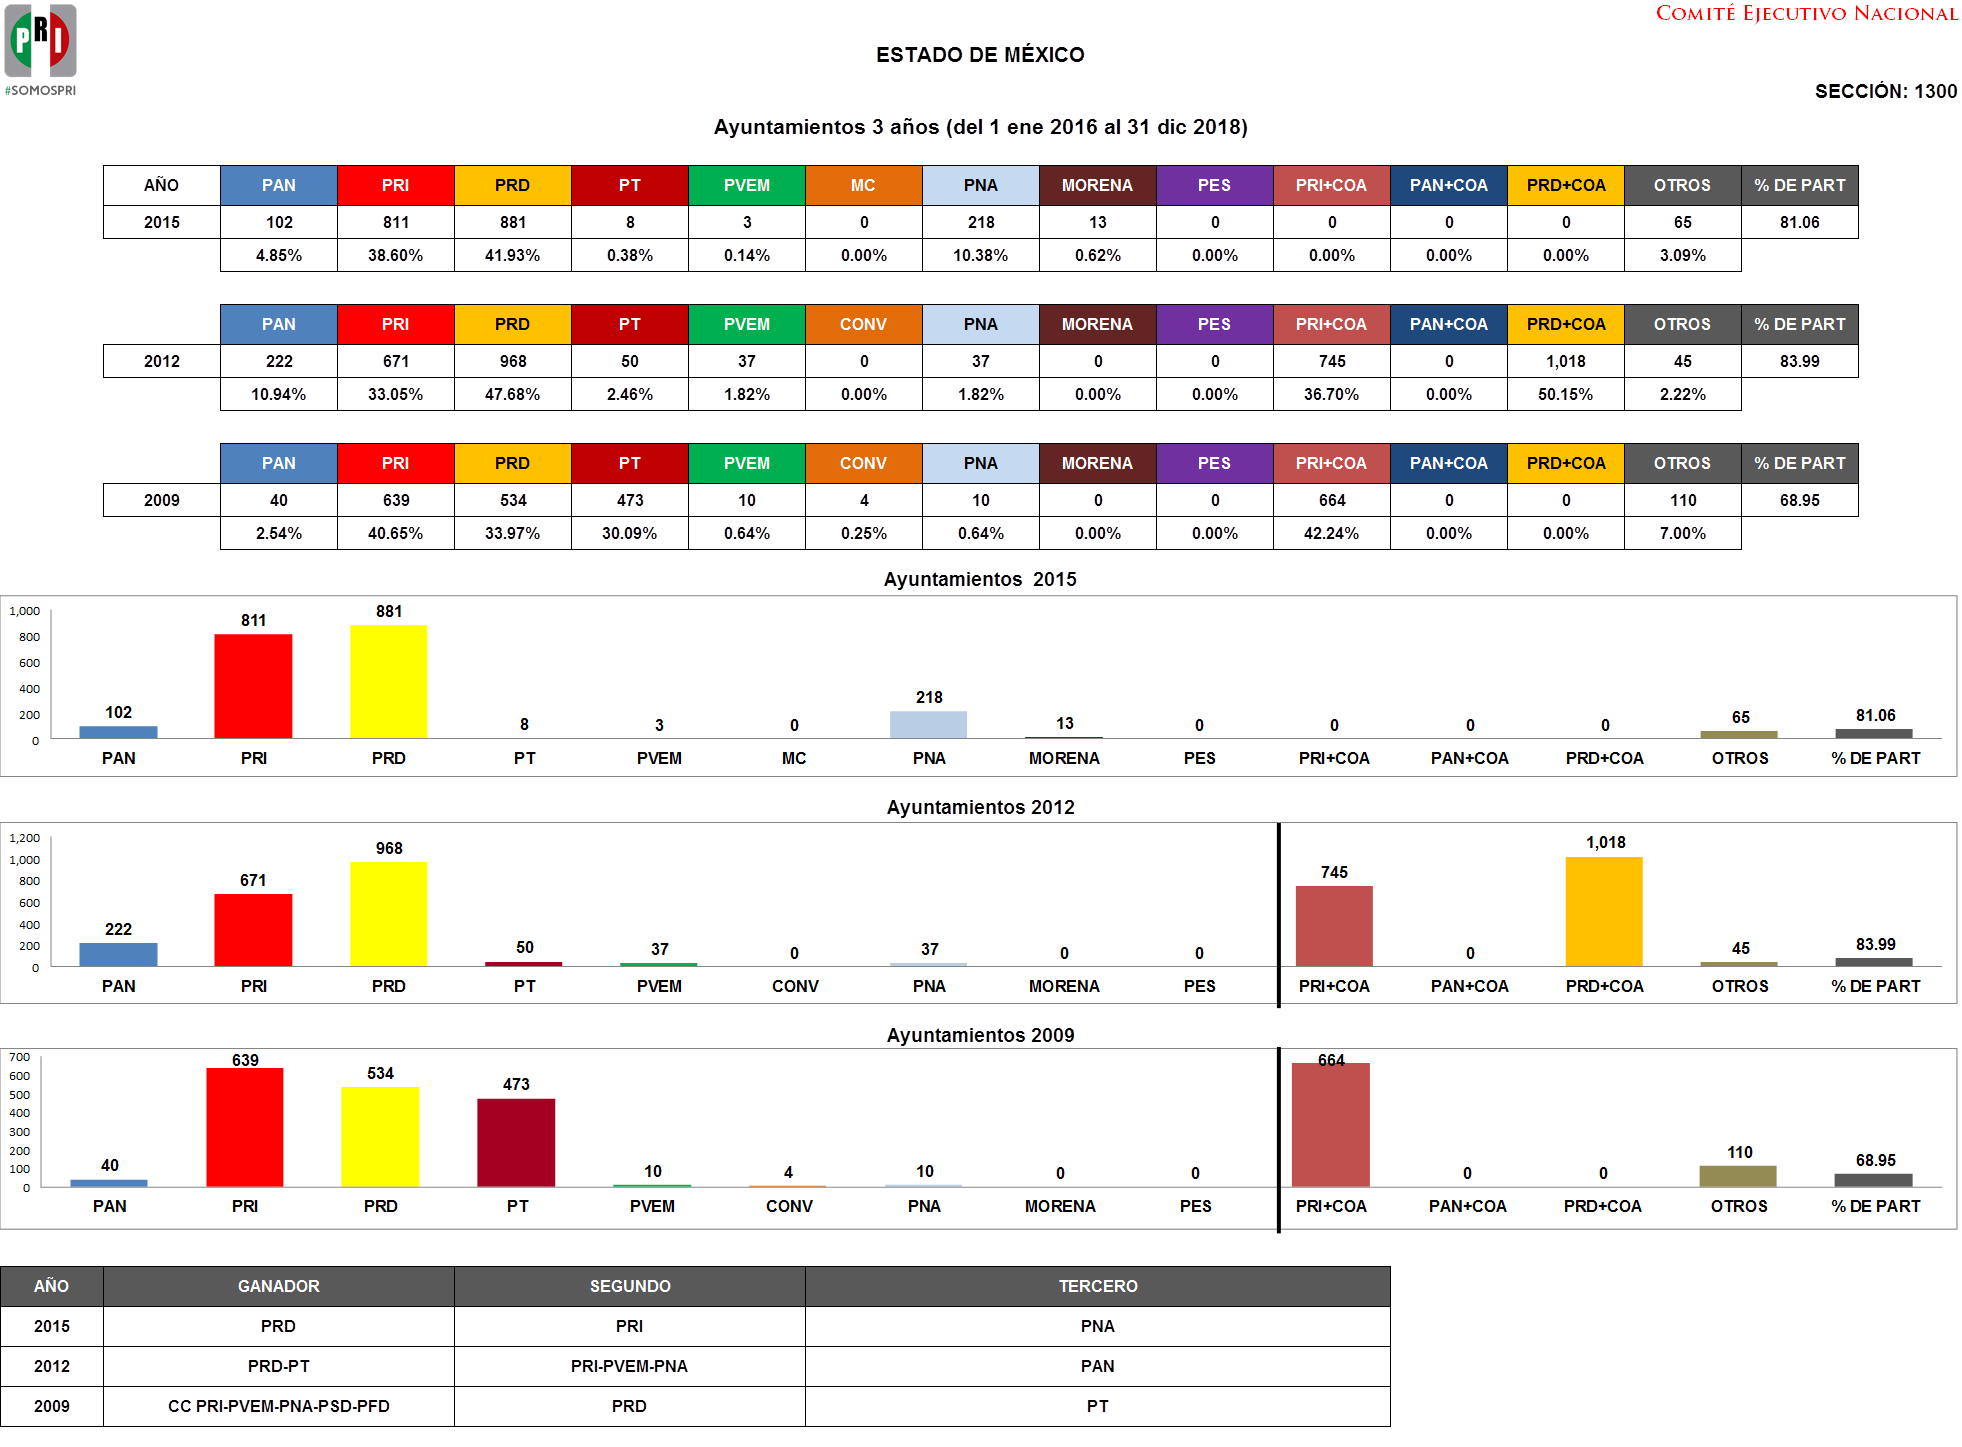 PRI
#SOMOSPRI
COMITÉ EJECUTIVO NACIONAL
ESTADO DE MÉXICO
SECCIÓN: 1300
Ayuntamientos 3 años (del 1 ene 2016 al 31 dic 2018)
AÑO PAN PRI PRD PT PVEM MC PNA MORENA PES PRI+COA PAN+COA PRD+COA OTROS % DE PART
2015 102 811 881 8 3 0 218 13 0 0 0 0 65 81.06
4.85% 38.60% 41.93% 0.38% 0.14% 0.00% 10.38% 0.62% 0.00% 0.00% 0.00% 0.00% 3.09%
PAN PRI PRD PT PVEM CONV PNA MORENA PES PRI+COA PAN+COA PRD+COA OTROS % DE PART
2012 222 671 968 50 37 0 37 0 0 745 0 1,018 45 83.99
10.94% 33.05% 47.68% 2.46% 1.82% 0.00% 1.82% 0.00% 0.00% 36.70% 0.00% 50.15% 2.22%
PAN PRI PRD PT PVEM CONV PNA MORENA PES PRI+COA PAN+COA PRD+COA OTROS % DE PART
2009 40 639 534 473 10 4 10 0 0 664 0 0 110 68.95
2.54% 40.65% 33.97% 30.09% 0.64% 0.25% 0.64% 0.00% 0.00% 42.24% 0.00% 0.00% 7.00%
Ayuntamientos 2015
1,000
800
600
400
200
0
102 811 881 8 3 0 218 13 0 0 0 0 65 81.06
PAN PRI PRD PT PVEM MC PNA MORENA PES PRI+COA PAN+COA PRD+COA OTROS % DE PART
Ayuntamientos 2012
1,200
1,000
800
600
400
200
0
222 671 968 50 37 0 37 0 0 745 0 1,018 45 83.99
PAN PRI PRD PT PVEM CONV PNA MORENA PES PRI+COA PAN+COA PRD+COA OTROS % DE PART
Ayuntamientos 2009
700
600
500
400
300
200
100
0
40 639 534 473 10 4 10 0 0 664 0 0 110 68.95
PAN PRI PRD PT PVEM CONV PNA MORENA PES PRI+COA PAN+COA PRD+COA OTROS % DE PART
AÑO GANADOR SEGUNDO TERCERO
2015 PRD PRI PNA
2012 PRD-PT PRI-PVEM-PNA PAN
2009 CC PRI-PVEM-PNA-PSD-PFD PRD PT